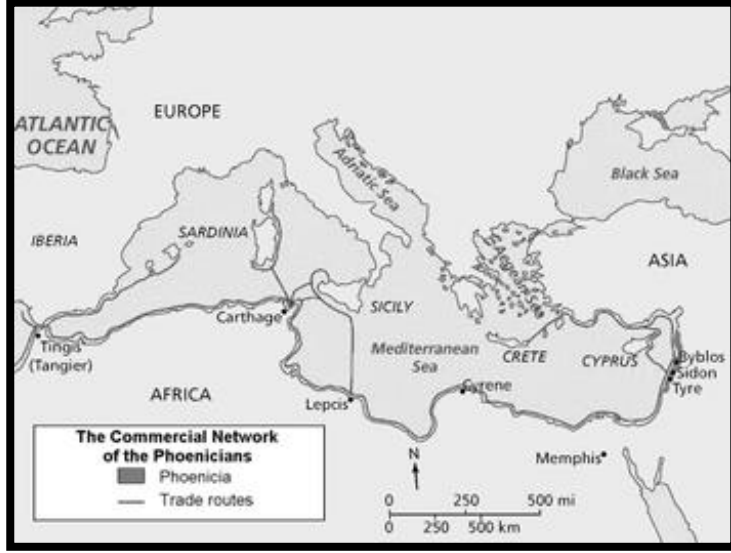 EUROPE
ATLANTIC
OCEAN
Adriatic Sea
Black Sea
IBERIA
SARDINIA
Aegean Sea
ASIA
SICILY
Carthage
Tingis
(Tangier)
Mediterranean
Sea
CRETE
CYPRUS
Byblos
Sidon
Tyre
AFRICA
Lepcis
Cyrene
The Commercial Network
of the Phoenicians
Phoenicia
Trade routes
N
Memphis
0 250 500 mi
0 250 500 km